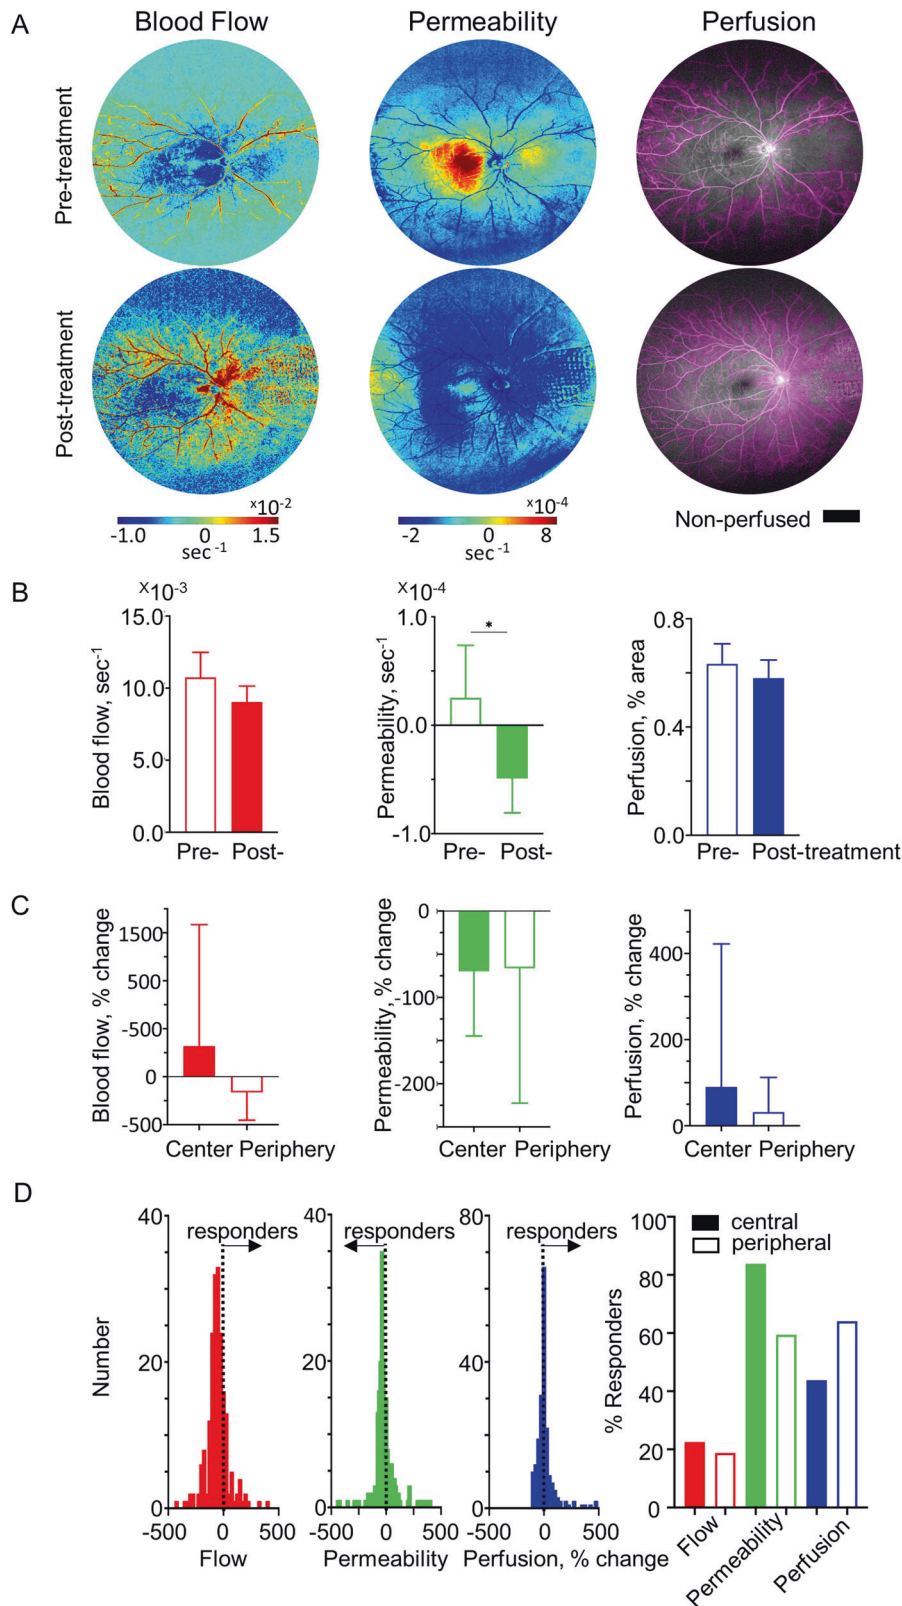 A
Blood Flow
Permeability
Perfusion
Pre-treatment
Post-treatment
x10-2
-1.0 0 1.5
sec -1
x10-4
-2 0 8
sec -1
Non-perfused
B
X10-3
15.0
10.0
5.0
0.0
Blood flow, sec-1
Pre- Post-
X10-4
1.0
0.0
-1.0
Permeability, sec-1
*
Pre- Post-
0.8
0.4
0.0
Perfusion, % area
Pre- Post-treatment
C
1500
500
-500
0
-500
Blood flow, % change
Center Periphery
0
-100
-200
Permeability, % change
Center Periphery
400
200
0
Perfusion, % change
Center Periphery
D
Number
40
20
0
responders
-500 0 500
Flow
40
20
0
responders
-500 0 500
Permeability
80
40
0
responders
-500 0 500
Perfusion, % change
100
80
60
40
20
0
% Responders
central
peripheral
Flow
Permeability
Perfusion